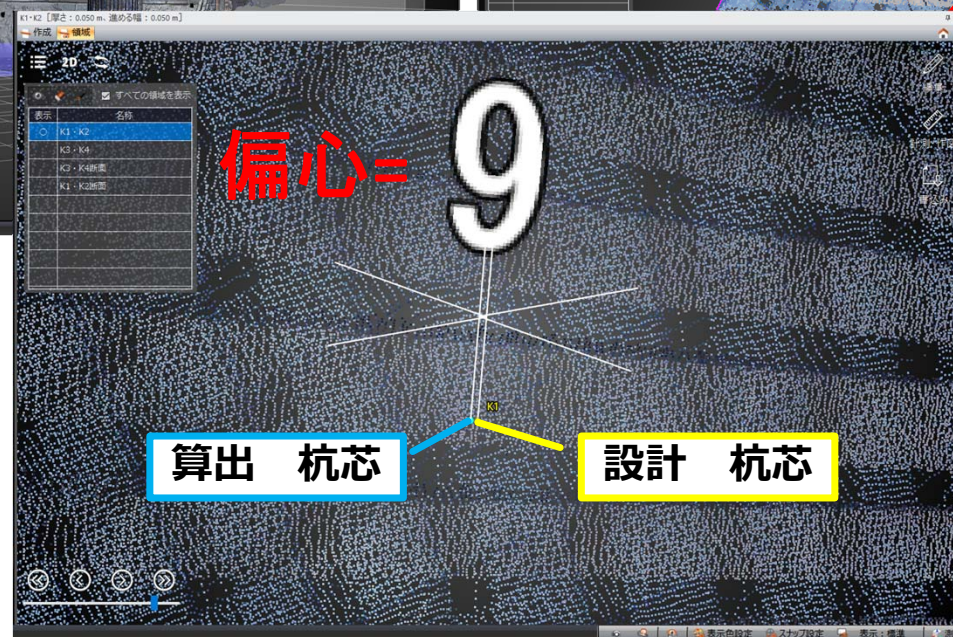 K1・K2 [厚さ : 0.050 m、進める幅 : 0.050 m]
作成 領域
2D
すべての領域を表示
表示 名称
K1・K2
K3・K4
K3・K4断面
K1・K2断面
偏心= 9
K1
算出 杭芯
設計 杭芯
表示色設定 スナップ設定 表示 : 標準